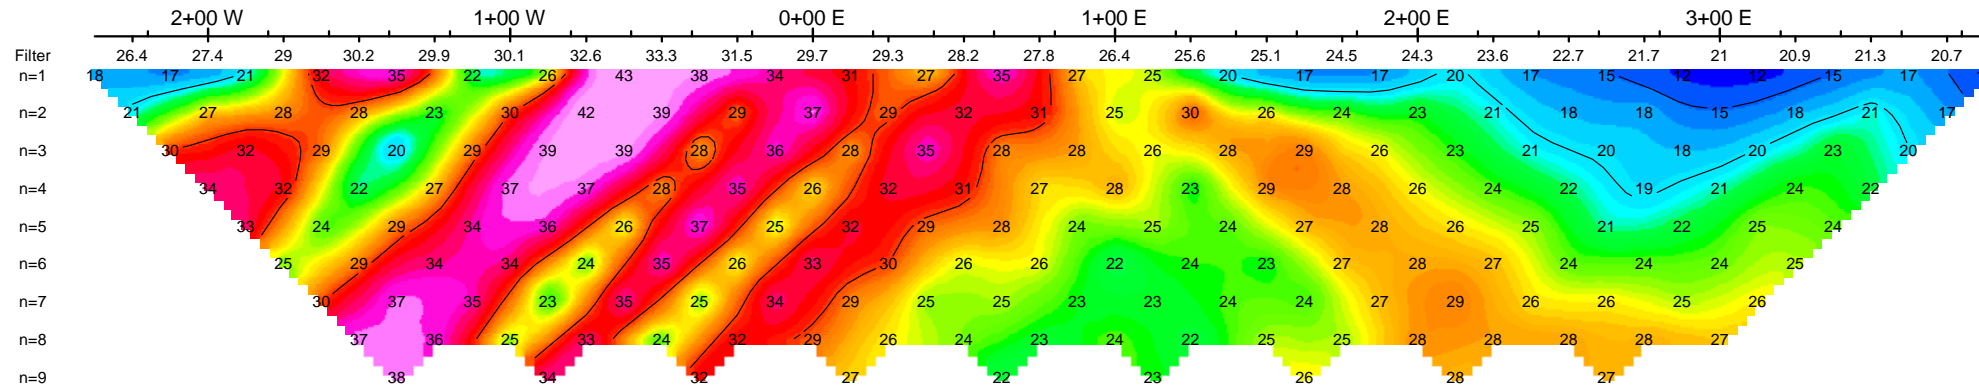 2+00 W 1+00 W 0+00 E 1+00 E 2+00 E 3+00 E
Filter 26.4 27.4 29 30.2 29.9 30.1 32.6 33.3 31.5 29.7 29.3 28.2 27.8 26.4 25.6 25.1 24.5 24.3 23.6 22.7 21.7 21 20.9 21.3 20.7
n=1 18 17 21 32 35 22 26 43 38 34 31 27 35 27 25 20 17 17 20 17 15 12 12 15 17
n=2 21 27 28 28 23 30 42 39 29 37 29 32 31 25 30 26 24 23 21 18 18 15 18 21 17
n=3 30 32 29 20 29 39 39 28 36 28 35 28 28 26 28 29 26 23 21 20 18 20 23 20
n=4 34 32 22 27 37 37 28 35 26 32 31 27 28 23 29 28 26 24 22 19 21 24 22
n=5 33 24 29 34 36 26 37 25 32 29 28 24 25 24 27 28 26 25 21 22 25 24
n=6 25 29 34 34 24 35 26 33 30 26 26 22 24 23 27 28 27 24 24 24 25
n=7 30 37 35 23 35 25 34 29 25 25 23 23 24 24 27 29 26 26 25 26
n=8 37 36 25 33 24 32 29 26 24 23 24 22 25 25 28 28 28 28 27
n=9 38 34 32 27 22 23 26 28 27